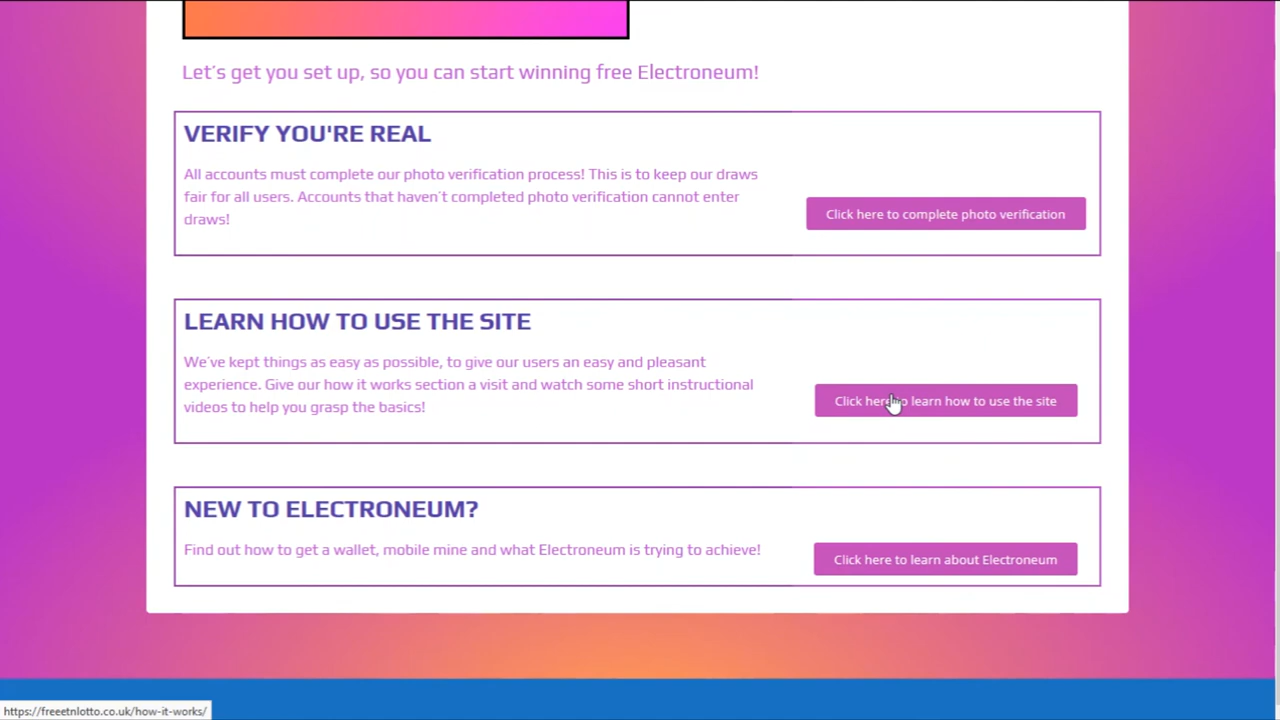 Let's get you set up, so you can start winning free Electroneum!
VERIFY YOU'RE REAL
All accounts must complete our photo verification process! This is to keep our draws
fair for all users. Accounts that haven't completed photo verification cannot enter
draws!
Click here to complete photo verification
LEARN HOW TO USE THE SITE
We've kept things as easy as possible, to give our users an easy and pleasant
experience. Give our how it works section a visit and watch some short instructional
videos to help you grasp the basics!
Click here to learn how to use the site
NEW TO ELECTRONEUM?
Find out how to get a wallet, mobile mine and what Electroneum is trying to achieve!
Click here to learn about Electroneum
https://freeetnlotto.co.uk/how-it-works/